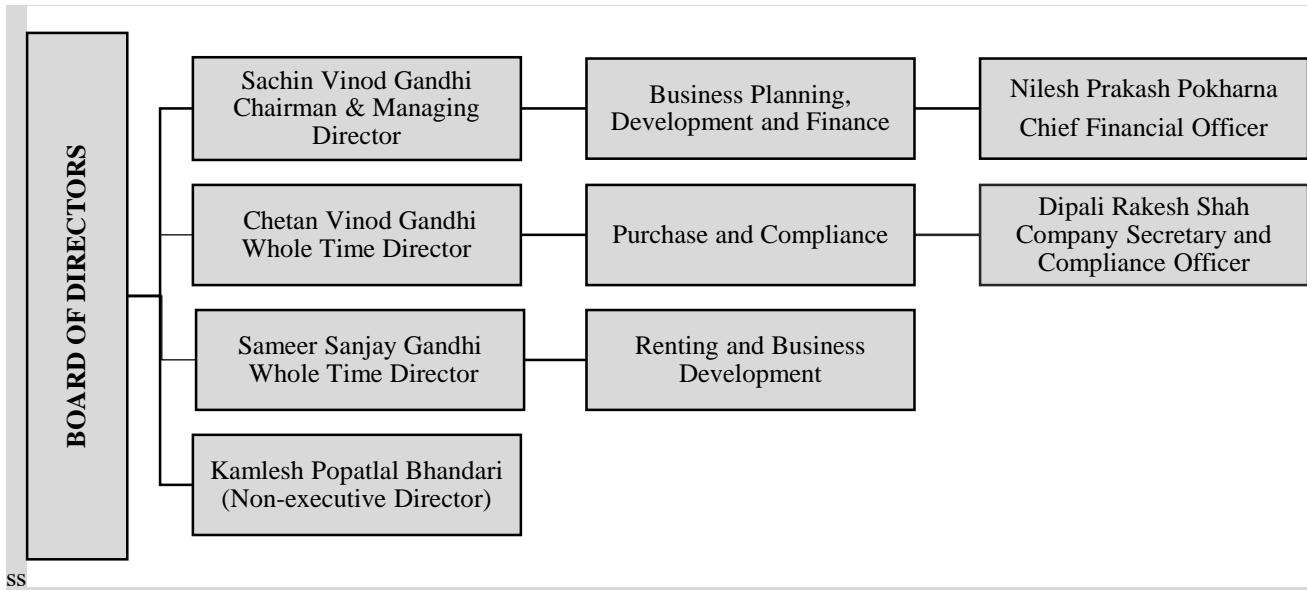 BOARD OF DIRECTORS
Sachin Vinod Gandhi
Chairman & Managing
Director
Business Planning,
Development and Finance
Nilesh Prakash Pokharna
Chief Financial Officer
Chetan Vinod Gandhi
Whole Time Director
Purchase and Compliance
Dipali Rakesh Shah
Company Secretary and
Compliance Officer
Sameer Sanjay Gandhi
Whole Time Director
Renting and Business
Development
Kamlesh Popatlal Bhandari
(Non-executive Director)
ss